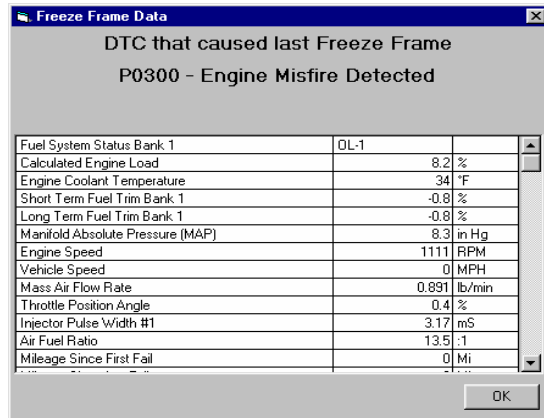 Freeze Frame Data
DTC that caused last Freeze Frame
P0300 - Engine Misfire Detected
Fuel System Status Bank 1 OL-1
Calculated Engine Load 8.2 %
Engine Coolant Temperature 34 °F
Short Term Fuel Trim Bank 1 -0.8 %
Long Term Fuel Trim Bank 1 -0.8 %
Manifold Absolute Pressure (MAP) 8.3 in Hg
Engine Speed 1111 RPM
Vehicle Speed 0 MPH
Mass Air Flow Rate 0.891 lb/min
Throttle Position Angle 0.4 %
Injector Pulse Width #1 3.17 mS
Air Fuel Ratio 13.5 :1
Mileage Since First Fail 0 Mi
OK